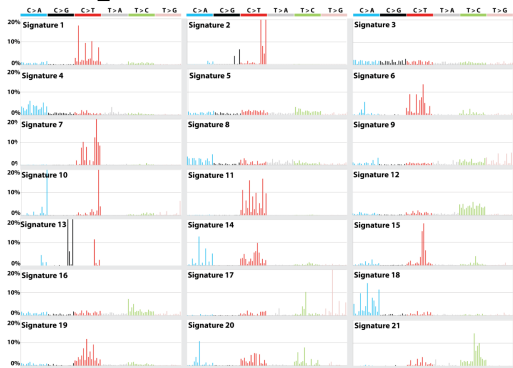 C > A C > G C > T T > A T > C T > G C > A C > G C > T T > A T > C T > G C > A C > G C > T T > A T > C T > G
20% Signature 1 Signature 2 Signature 3
10%
0%
20% Signature 4 Signature 5 Signature 6
10%
0%
20% Signature 7 Signature 8 Signature 9
10%
0%
20% Signature 10 Signature 11 Signature 12
10%
0%
20% Signature 13 Signature 14 Signature 15
10%
0%
20% Signature 16 Signature 17 Signature 18
10%
0%
20% Signature 19 Signature 20 Signature 21
10%
0%